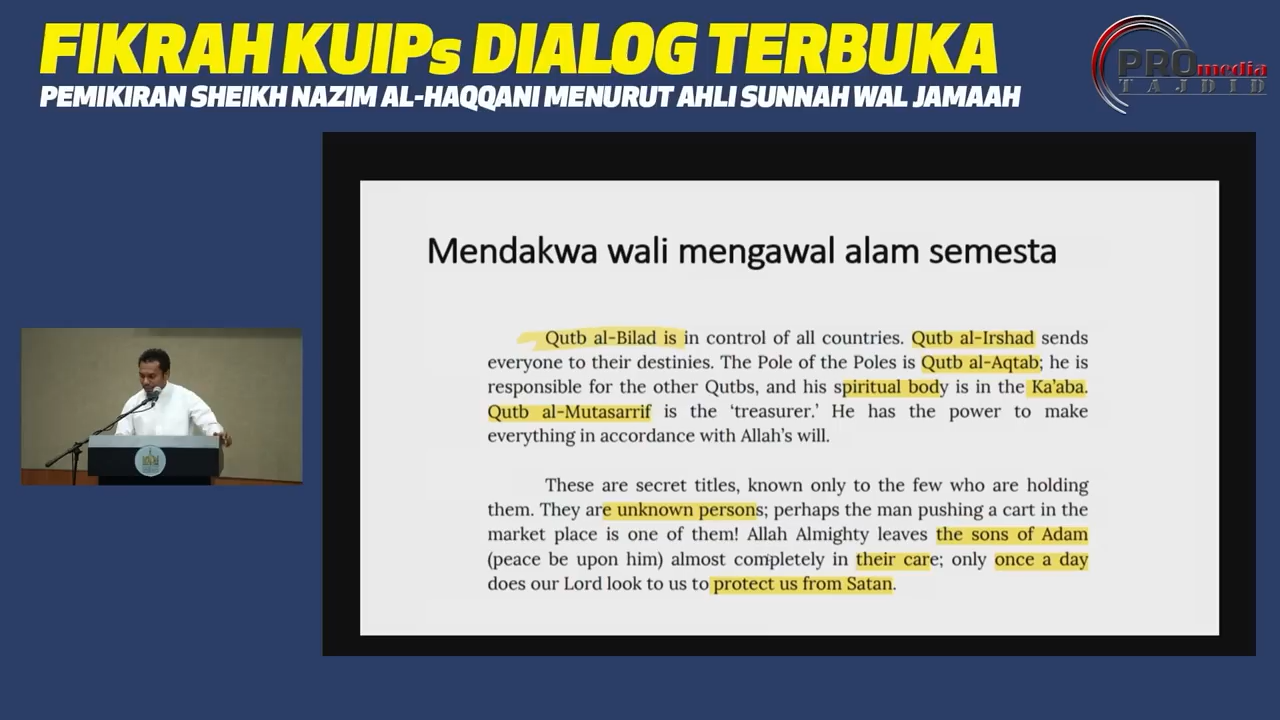 FIKRAH KUIPs DIALOG TERBUKA
PEMIKIRAN SHEIKH NAZIM AL-HAQQANI MENURUT AHLI SUNNAH WAL JAMAAH
PROmedia
TAJDID
Mendakwa wali mengawal alam semesta
Qutb al-Bilad is in control of all countries. Qutb al-Irshad sends
everyone to their destinies. The Pole of the Poles is Qutb al-Aqtab; he is
responsible for the other Qutbs, and his spiritual body is in the Ka'aba.
Qutb al-Mutasarrif is the ‘treasurer.’ He has the power to make
everything in accordance with Allah’s will.
These are secret titles, known only to the few who are holding
them. They are unknown persons; perhaps the man pushing a cart in the
market place is one of them! Allah Almighty leaves the sons of Adam
(peace be upon him) almost completely in their care; only once a day
does our Lord look to us to protect us from Satan.